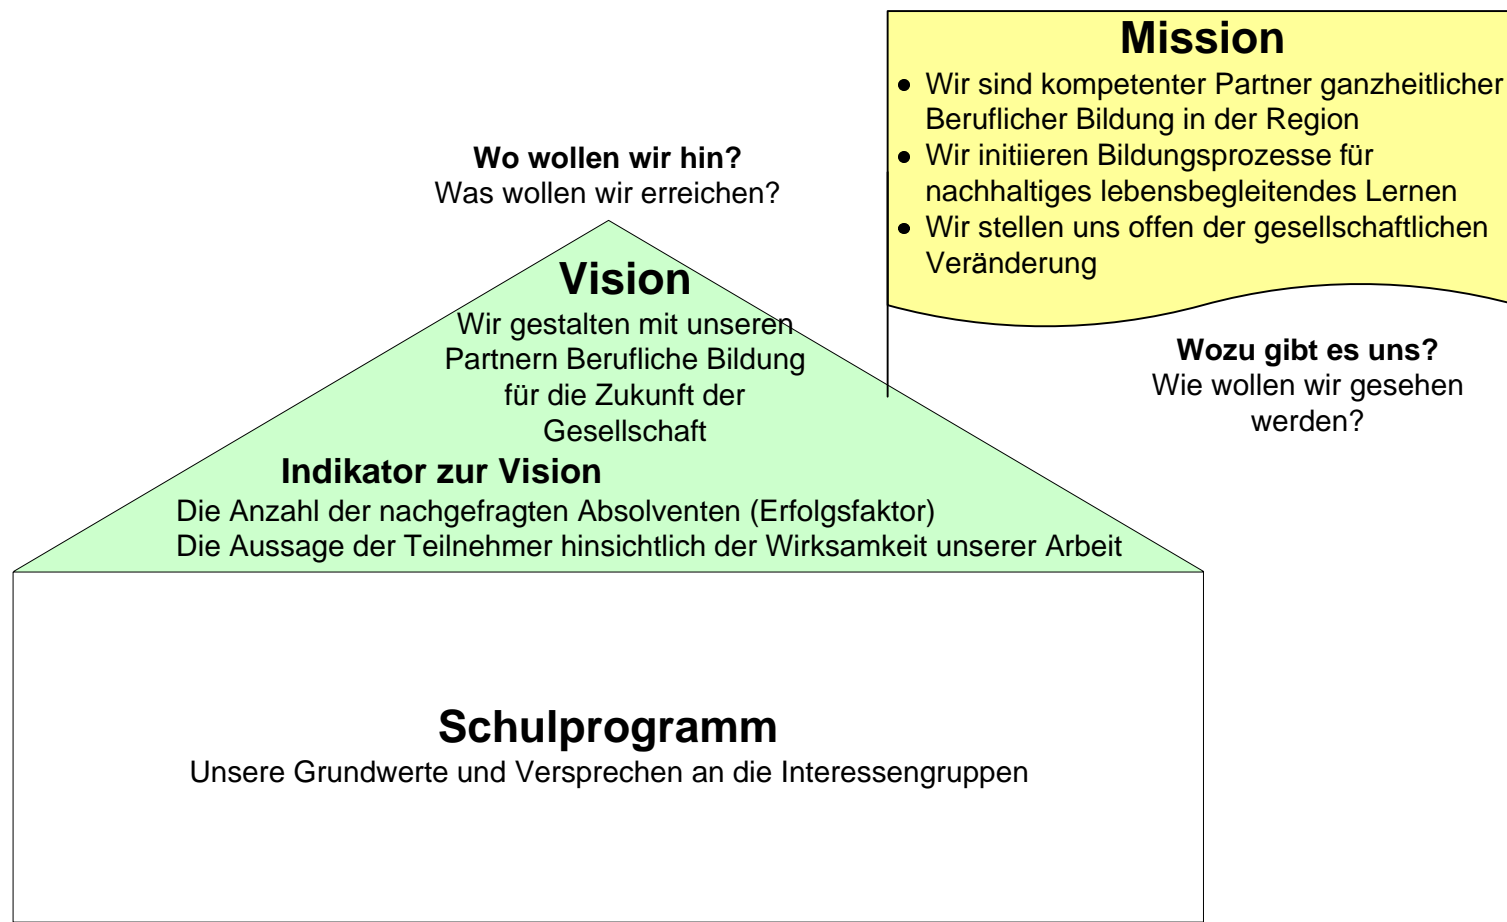 Mission
• Wir sind kompetenter Partner ganzheitlicher
Beruflicher Bildung in der Region
• Wir initiieren Bildungsprozesse für
nachhaltiges lebensbegleitendes Lernen
• Wir stellen uns offen der gesellschaftlichen
Veränderung
Wo wollen wir hin?
Was wollen wir erreichen?
Wozu gibt es uns?
Wie wollen wir gesehen
werden?
Vision
Wir gestalten mit unseren
Partnern Berufliche Bildung
für die Zukunft der
Gesellschaft
Indikator zur Vision
Die Anzahl der nachgefragten Absolventen (Erfolgsfaktor)
Die Aussage der Teilnehmer hinsichtlich der Wirksamkeit unserer Arbeit
Schulprogramm
Unsere Grundwerte und Versprechen an die Interessengruppen